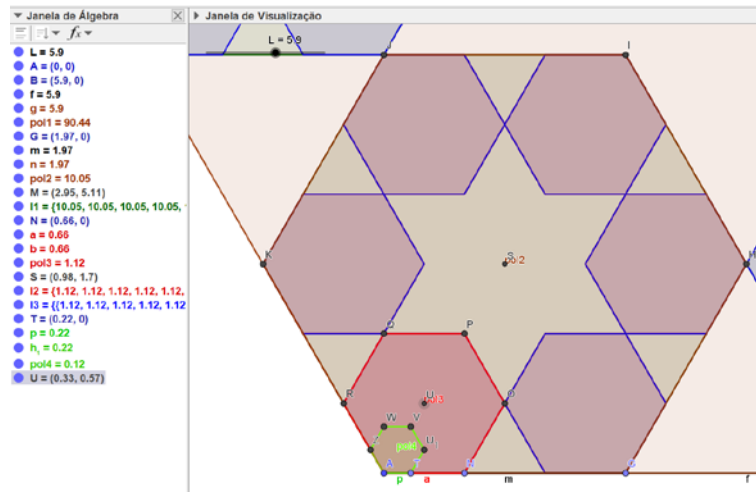 Janela de Álgebra
Janela de Visualização
fx
L = 5.9
A = (0, 0)
B = (5.9, 0)
f = 5.9
g = 5.9
pol1 = 90.44
G = (1.97, 0)
m = 1.97
n = 1.97
pol2 = 10.05
M = (2.95, 5.11)
l1 = {10.05, 10.05, 10.05, 10.05,
N = (0.66, 0)
a = 0.66
b = 0.66
pol3 = 1.12
S = (0.98, 1.7)
l2 = {1.12, 1.12, 1.12, 1.12, 1.12,
l3 = {{1.12, 1.12, 1.12, 1.12, 1.12
T = (0.22, 0)
p = 0.22
h₁ = 0.22
pol4 = 0.12
U = (0.33, 0.57)
L = 5.9
J
I
K
S
pol2
H
Q
P
R
U
pol3
O
W
V
Z
pol4
U₁
A
T
N
G
p
a
m
f